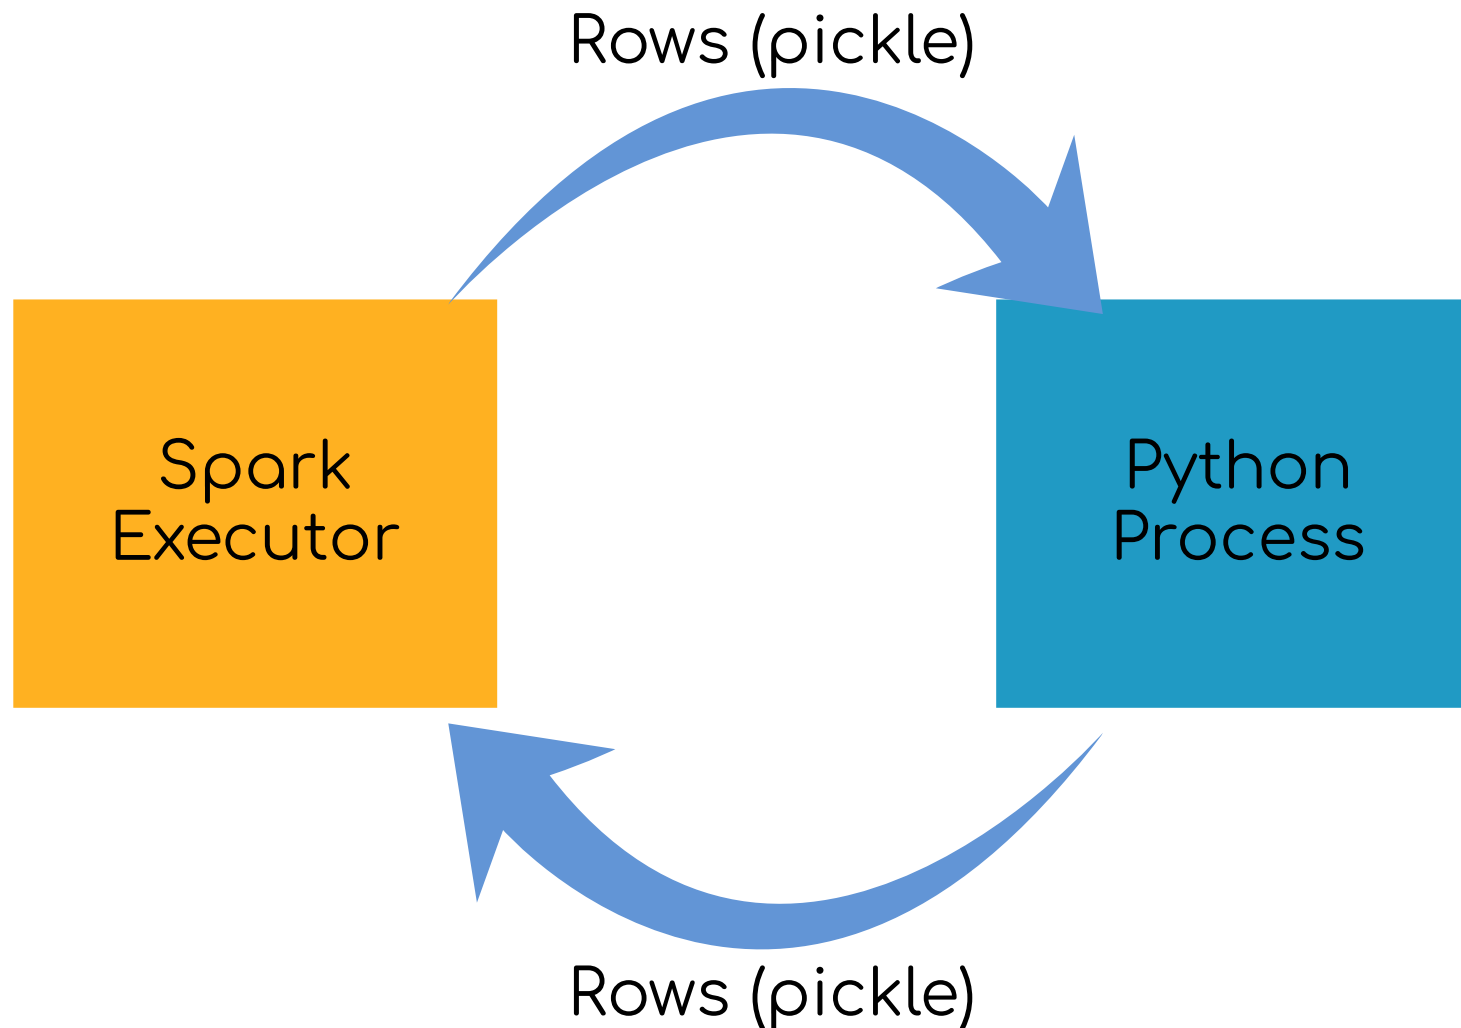 Rows (pickle)
Spark
Executor
Python
Process
Rows (pickle)